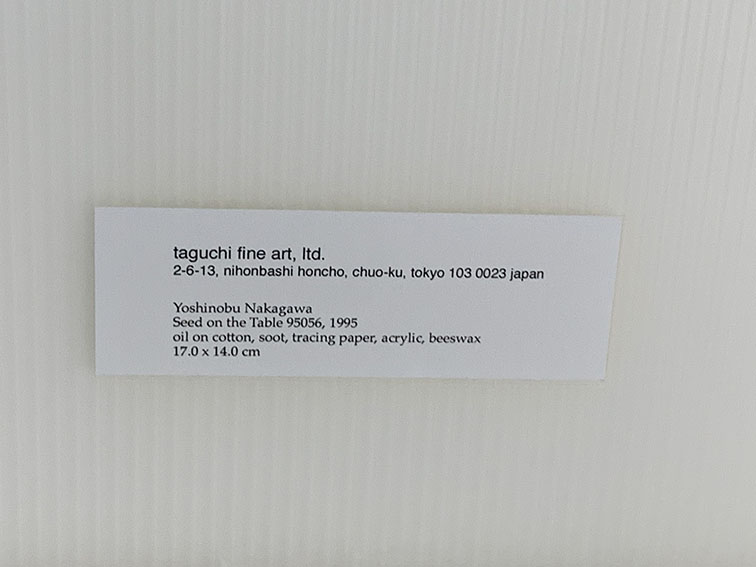 taguchi fine art, ltd.
2-6-13, nihonbashi honcho, chuo-ku, tokyo 103 0023 japan
Yoshinobu Nakagawa
Seed on the Table 95056, 1995
oil on cotton, soot, tracing paper, acrylic, beeswax
17.0 x 14.0 cm